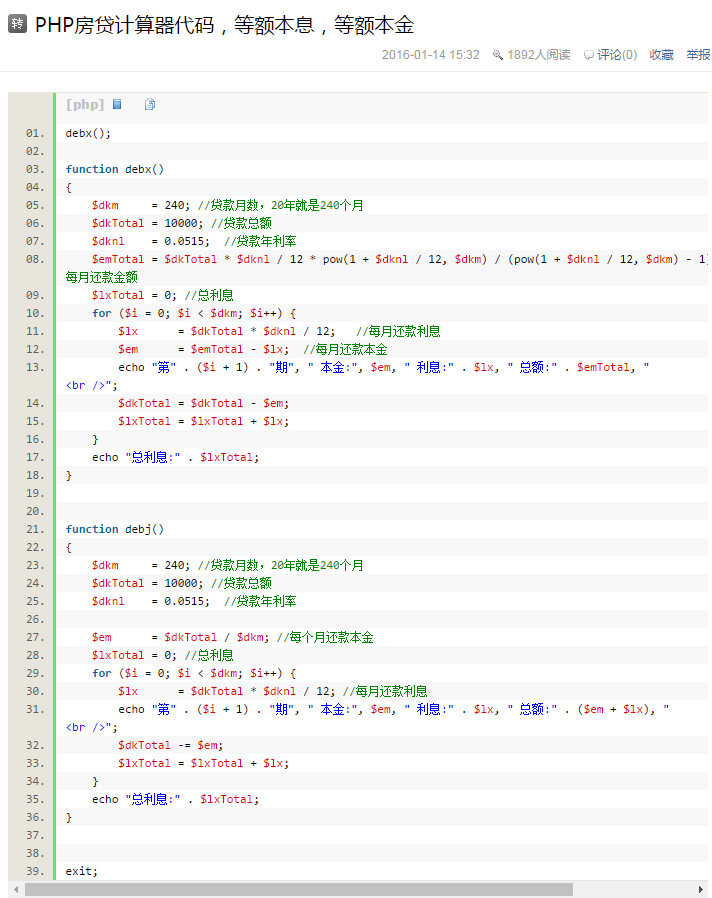 转 PHP房贷计算器代码，等额本息，等额本金
2016-01-14 15:32 1892人阅读 评论(0) 收藏 举报
[php]
01. debx();
02.
03. function debx()
04. {
05. $dkm = 240; //贷款月数，20年就是240个月
06. $dkTotal = 10000; //贷款总额
07. $dknl = 0.0515; //贷款年利率
08. $emTotal = $dkTotal * $dknl / 12 * pow(1 + $dknl / 12, $dkm) / (pow(1 + $dknl / 12, $dkm) - 1)
每月还款金额
09. $lxTotal = 0; //总利息
10. for ($i = 0; $i < $dkm; $i++) {
11. $lx = $dkTotal * $dknl / 12; //每月还款利息
12. $em = $emTotal - $lx; //每月还款本金
13. echo "第" . ($i + 1) . "期", " 本金:", $em, " 利息:" . $lx, " 总额:" . $emTotal, "
<br />";
14. $dkTotal = $dkTotal - $em;
15. $lxTotal = $lxTotal + $lx;
16. }
17. echo "总利息:" . $lxTotal;
18. }
19.
20.
21. function debj()
22. {
23. $dkm = 240; //贷款月数，20年就是240个月
24. $dkTotal = 10000; //贷款总额
25. $dknl = 0.0515; //贷款年利率
26.
27. $em = $dkTotal / $dkm; //每个月还款本金
28. $lxTotal = 0; //总利息
29. for ($i = 0; $i < $dkm; $i++) {
30. $lx = $dkTotal * $dknl / 12; //每月还款利息
31. echo "第" . ($i + 1) . "期", " 本金:", $em, " 利息:" . $lx, " 总额:" . ($em + $lx), "
<br />";
32. $dkTotal -= $em;
33. $lxTotal = $lxTotal + $lx;
34. }
35. echo "总利息:" . $lxTotal;
36. }
37.
38.
39. exit;